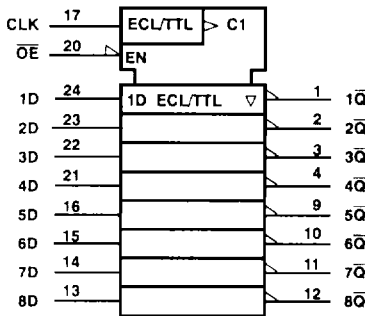 CLK 17 ECL/TTL C1
O̅E̅ 20 EN
1D 24 1D ECL/TTL ▽ 1 1Q̅
2D 23 2 2Q̅
3D 22 3 3Q̅
4D 21 4 4Q̅
5D 16 9 5Q̅
6D 15 10 6Q̅
7D 14 11 7Q̅
8D 13 12 8Q̅